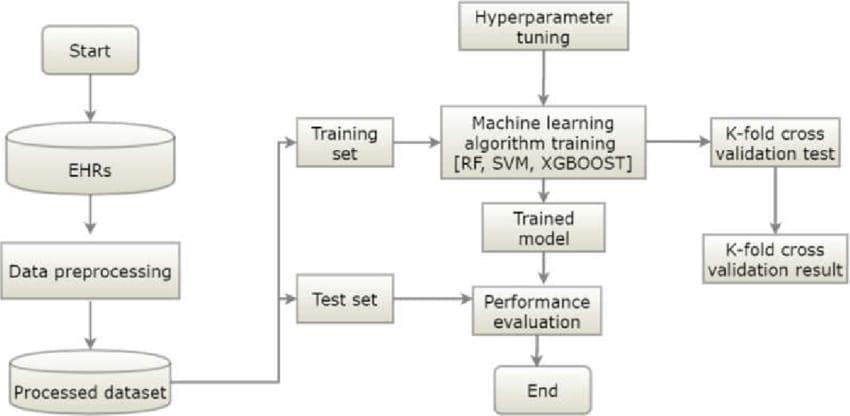 Start
EHRs
Data preprocessing
Processed dataset
Training
set
Test set
Hyperparameter
tuning
Machine learning
algorithm training
[RF, SVM, XGBOOST]
Trained
model
Performance
evaluation
End
K-fold cross
validation test
K-fold cross
validation result